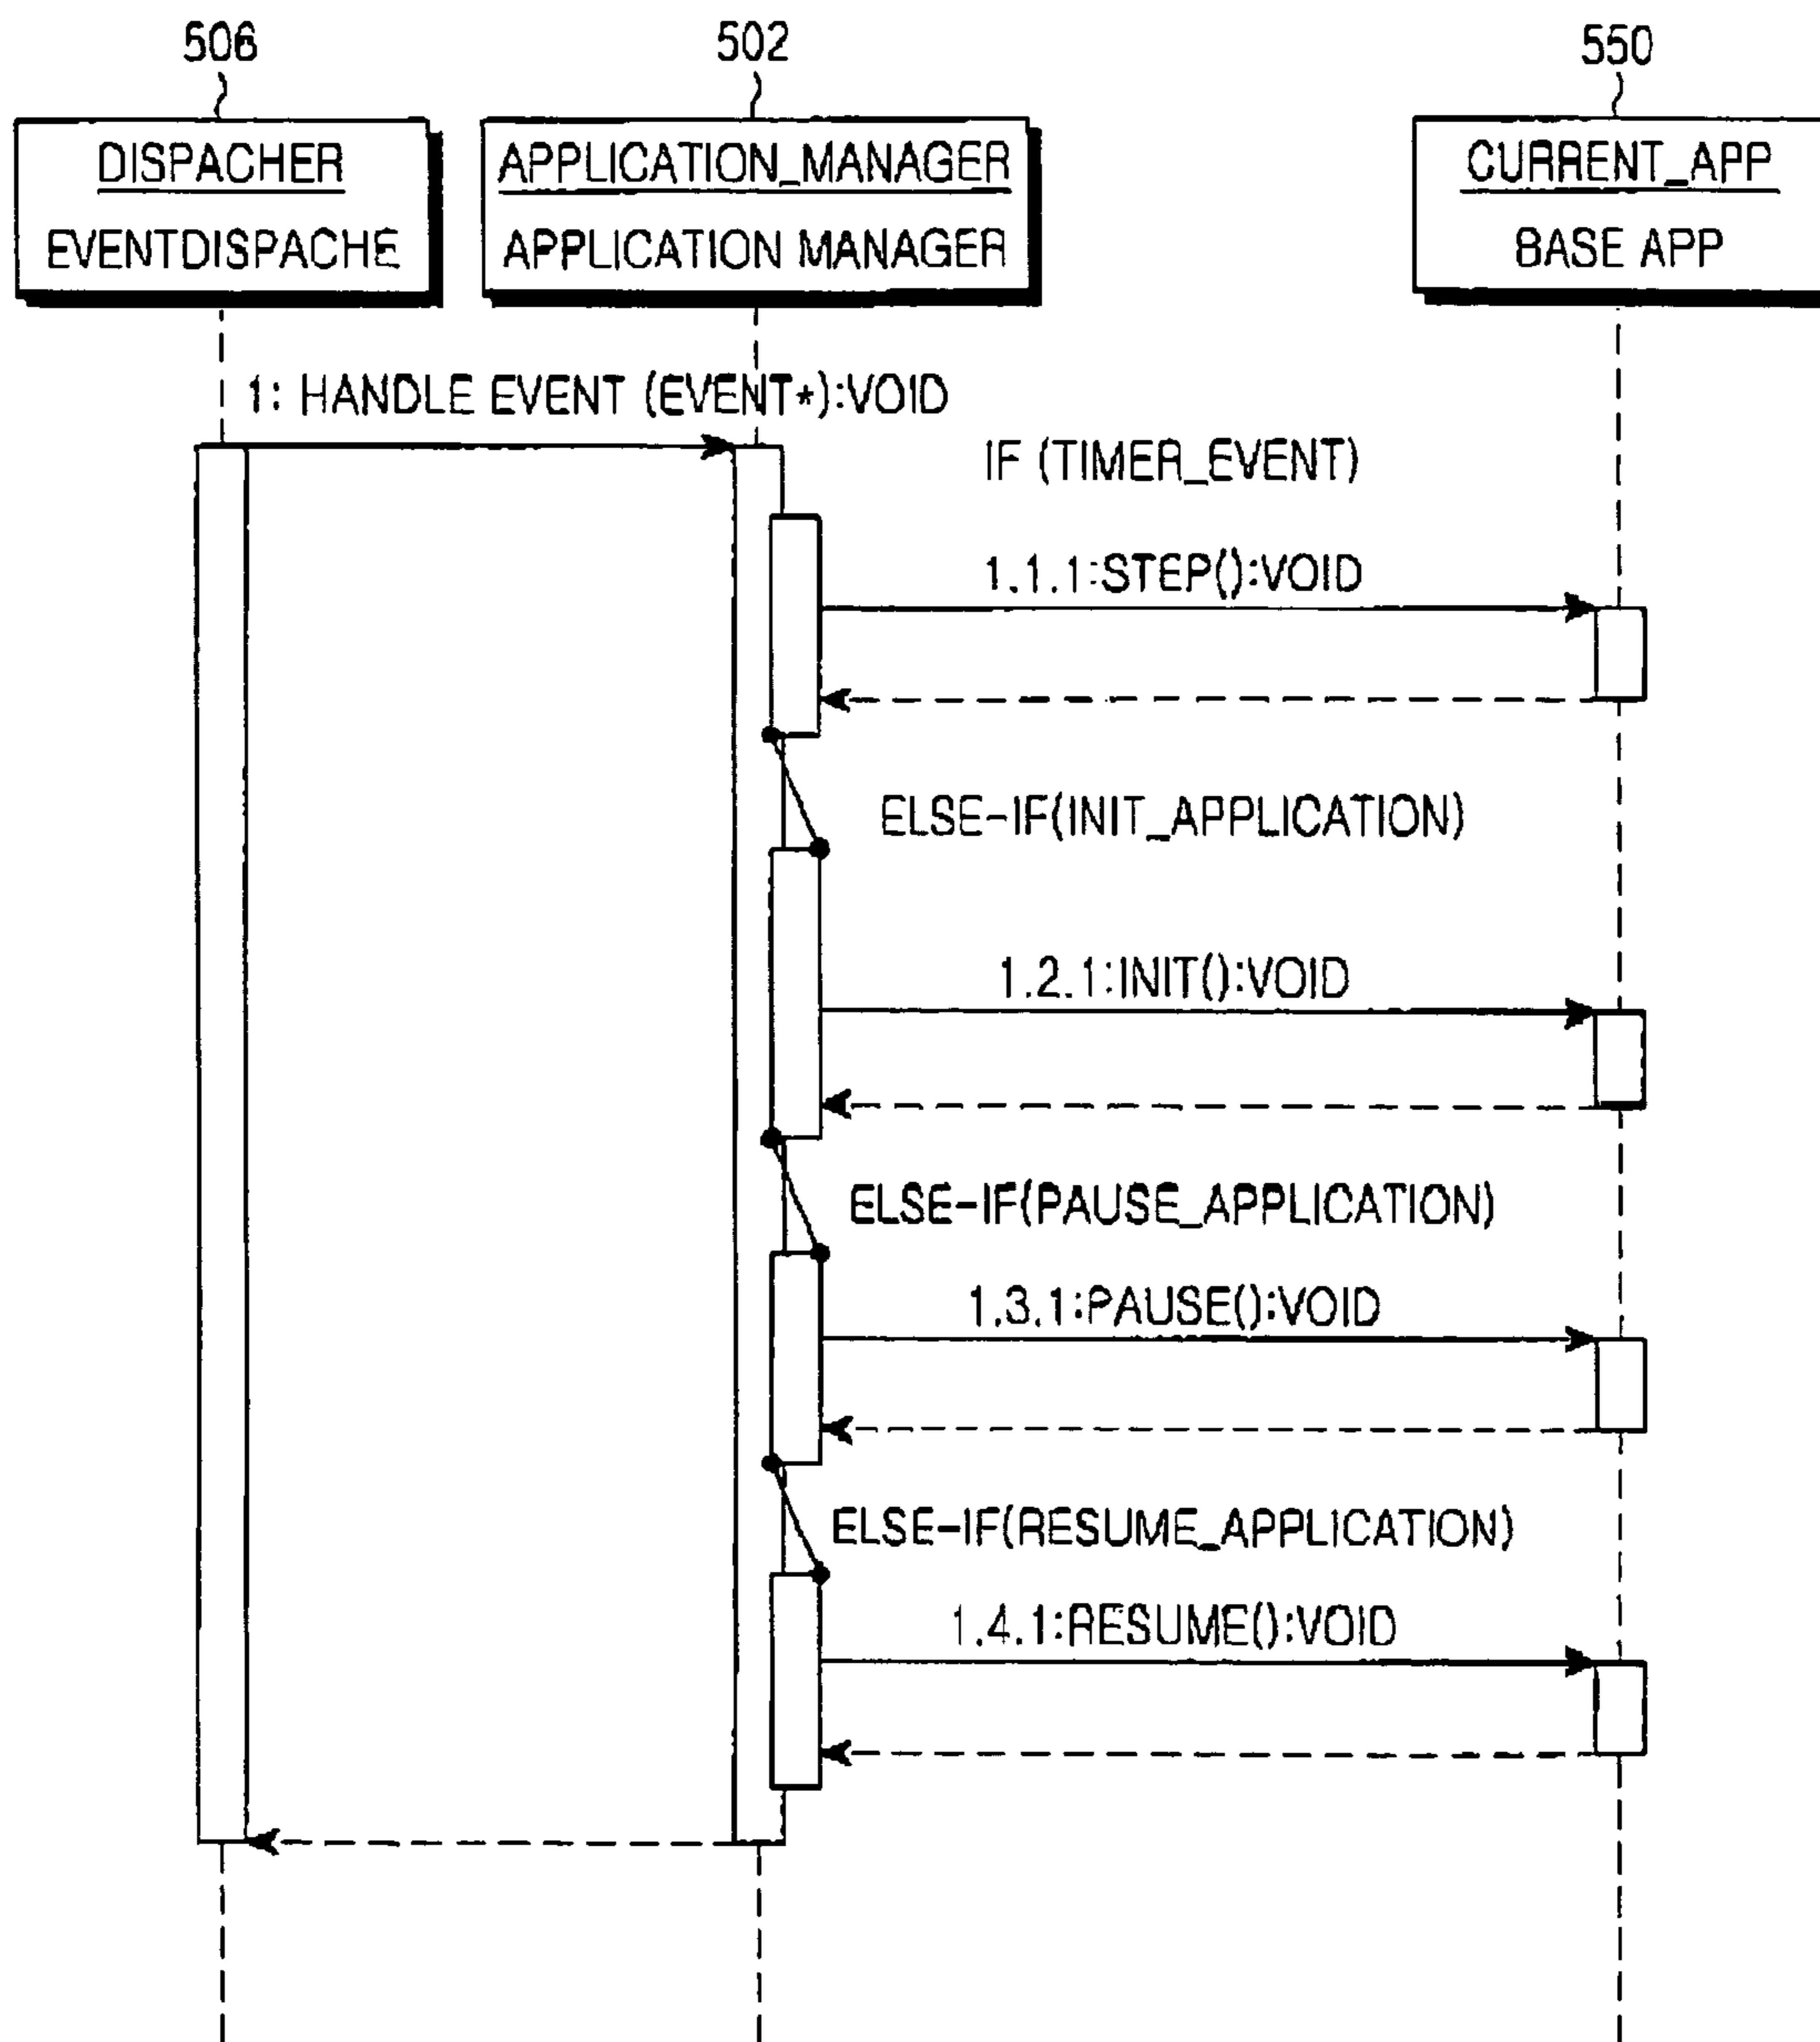 506
502
550
DISPACHER
EVENTDISPACHE
APPLICATION_MANAGER
APPLICATION MANAGER
CURRENT_APP
BASE APP
1: HANDLE EVENT (EVENT*):VOID
IF (TIMER_EVENT)
1.1.1:STEP():VOID
ELSE-IF(INIT_APPLICATION)
1.2.1:INIT():VOID
ELSE-IF(PAUSE_APPLICATION)
1.3.1:PAUSE():VOID
ELSE-IF(RESUME_APPLICATION)
1.4.1:RESUME():VOID